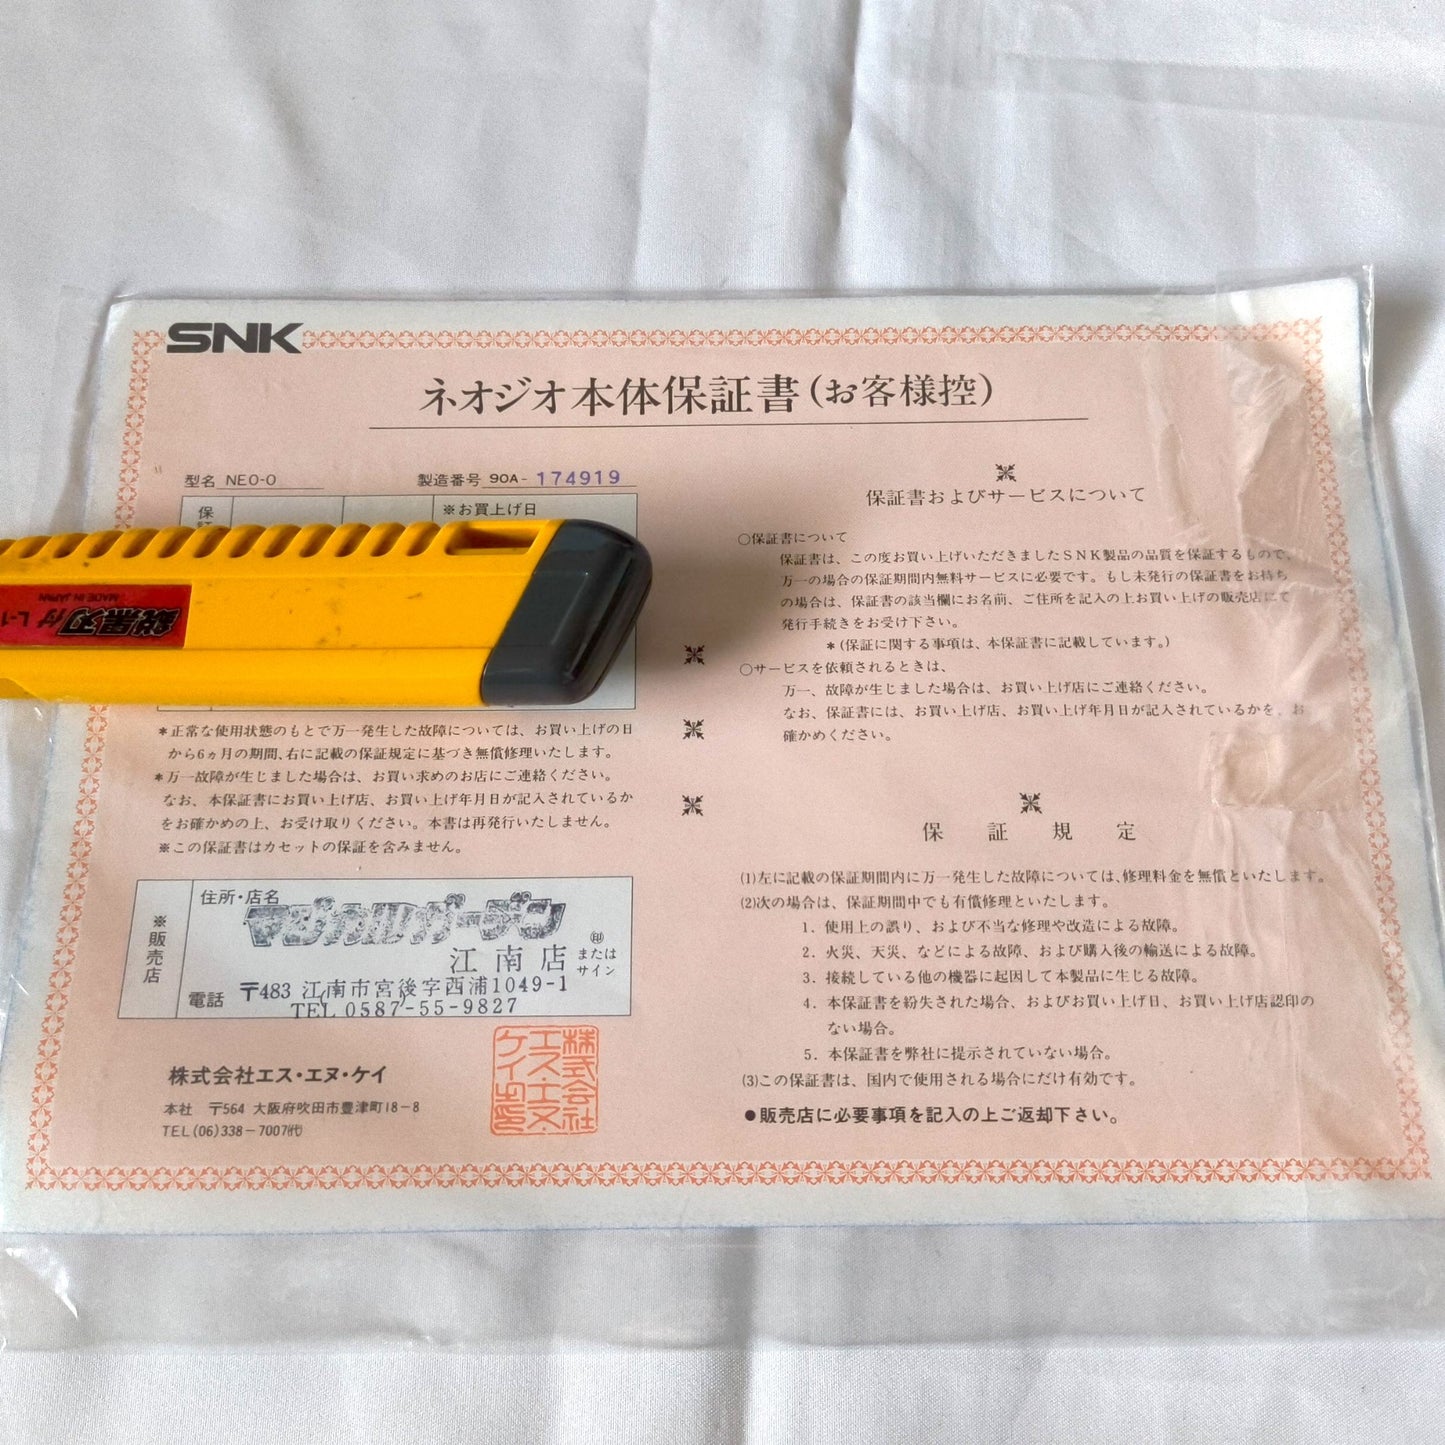 SNK
ネオジオ本体保証書(お客様控)
型名 NEO-0
製造番号 90A-174919
保
※お買上げ日
鋭黒刃付 L-1
MADE IN JAPAN
*正常な使用状態のもとで万一発生した故障については、お買い上げの日
から6ヵ月の期間、右に記載の保証規定に基づき無償修理いたします。
*万一故障が生じました場合は、お買い求めのお店にご連絡ください。
なお、本保証書にお買い上げ店、お買い上げ年月日が記入されているか
をお確かめの上、お受け取りください。本書は再発行いたしません。
※この保証書はカセットの保証を含みません。
※販売店
住所・店名
マジカルガーデン
江南店
㊞
または
サイン
〒483 江南市宮後字西浦1049-1
電話
TEL 0587-55-9827
株式会社エス・エヌ・ケイ
本社 〒564 大阪府吹田市豊津町18-8
TEL(06)338-7007㈹
株式会社
エス・エヌ・
ケイ印
保証書およびサービスについて
○保証書について
保証書は、この度お買い上げいただきましたSNK製品の品質を保証するもので、
万一の場合の保証期間内無料サービスに必要です。もし未発行の保証書をお持ち
の場合は、保証書の該当欄にお名前、ご住所を記入の上お買い上げの販売店にて
発行手続きをお受け下さい。
*(保証に関する事項は、本保証書に記載しています。)
○サービスを依頼されるときは、
万一、故障が生じました場合は、お買い上げ店にご連絡ください。
なお、保証書には、お買い上げ店、お買い上げ年月日が記入されているかを、お
確かめください。
保証規定
(1)左に記載の保証期間内に万一発生した故障については、修理料金を無償といたします。
(2)次の場合は、保証期間中でも有償修理といたします。
1. 使用上の誤り、および不当な修理や改造による故障。
2. 火災、天災、などによる故障、および購入後の輸送による故障。
3. 接続している他の機器に起因して本製品に生じる故障。
4. 本保証書を紛失された場合、およびお買い上げ日、お買い上げ店認印の
ない場合。
5. 本保証書を弊社に提示されていない場合。
(3)この保証書は、国内で使用される場合にだけ有効です。
●販売店に必要事項を記入の上ご返却下さい。